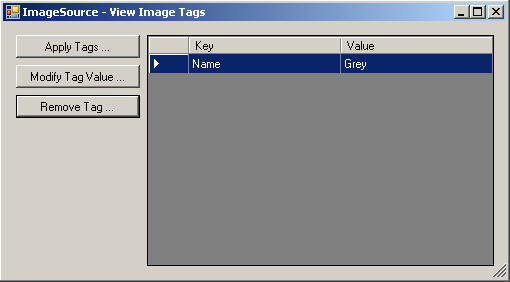 ImageSource - View Image Tags
Apply Tags ...
Modify Tag Value ...
Remove Tag ...
Key Value
Name Grey